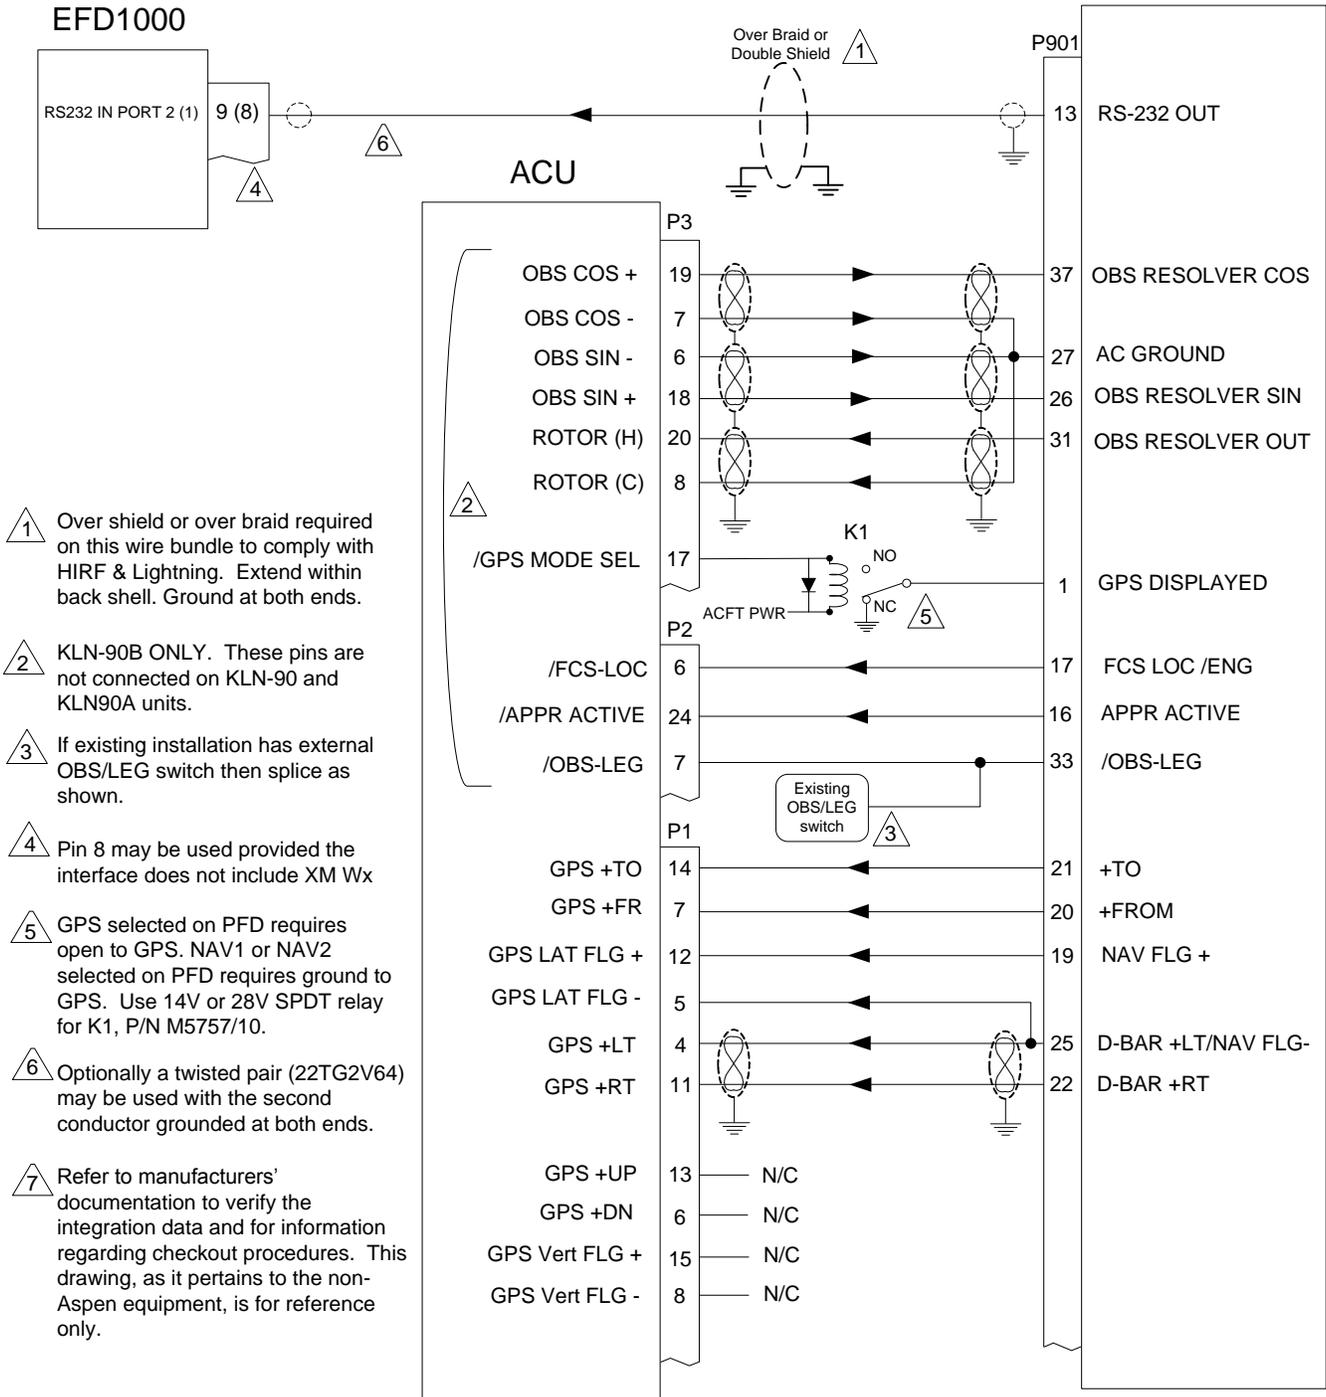 EFD1000
RS232 IN PORT 2 (1)
9 (8)
4
6
Over Braid or
Double Shield
1
P901
13 RS-232 OUT
ACU
P3
OBS COS + 19 37 OBS RESOLVER COS
OBS COS - 7
OBS SIN - 6 27 AC GROUND
OBS SIN + 18 26 OBS RESOLVER SIN
ROTOR (H) 20 31 OBS RESOLVER OUT
ROTOR (C) 8
2
K1
/GPS MODE SEL 17 NO
1 GPS DISPLAYED
ACFT PWR NC 5
P2
/FCS-LOC 6 17 FCS LOC /ENG
/APPR ACTIVE 24 16 APPR ACTIVE
/OBS-LEG 7 33 /OBS-LEG
Existing
OBS/LEG
switch
3
P1
GPS +TO 14 21 +TO
GPS +FR 7 20 +FROM
GPS LAT FLG + 12 19 NAV FLG +
GPS LAT FLG - 5
GPS +LT 4 25 D-BAR +LT/NAV FLG-
GPS +RT 11 22 D-BAR +RT
GPS +UP 13 N/C
GPS +DN 6 N/C
GPS Vert FLG + 15 N/C
GPS Vert FLG - 8 N/C
1 Over shield or over braid required
on this wire bundle to comply with
HIRF & Lightning. Extend within
back shell. Ground at both ends.
2 KLN-90B ONLY. These pins are
not connected on KLN-90 and
KLN90A units.
3 If existing installation has external
OBS/LEG switch then splice as
shown.
4 Pin 8 may be used provided the
interface does not include XM Wx
5 GPS selected on PFD requires
open to GPS. NAV1 or NAV2
selected on PFD requires ground to
GPS. Use 14V or 28V SPDT relay
for K1, P/N M5757/10.
6 Optionally a twisted pair (22TG2V64)
may be used with the second
conductor grounded at both ends.
7 Refer to manufacturers'
documentation to verify the
integration data and for information
regarding checkout procedures. This
drawing, as it pertains to the non-
Aspen equipment, is for reference
only.